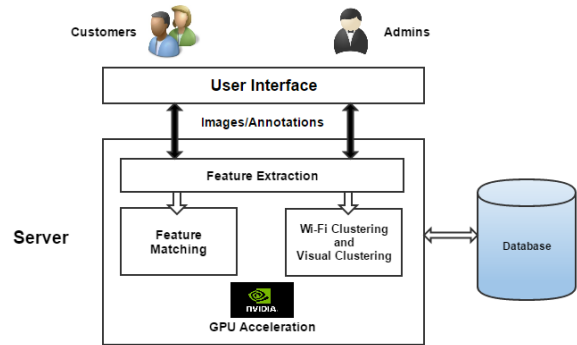 Customers
Admins
User Interface
Images/Annotations
Feature Extraction
Feature
Matching
Wi-Fi Clustering
and
Visual Clustering
Server
Database
NVIDIA.
GPU Acceleration